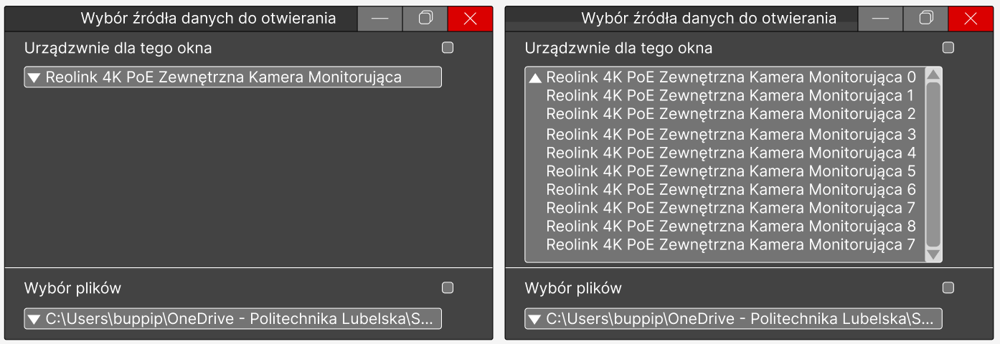 Wybór źródła danych do otwierania
Urządzwnie dla tego okna
Reolink 4K PoE Zewnętrzna Kamera Monitorująca
Wybór plików
C:\Users\buppip\OneDrive - Politechnika Lubelska\S...
Wybór źródła danych do otwierania
Urządzwnie dla tego okna
Reolink 4K PoE Zewnętrzna Kamera Monitorująca 0
Reolink 4K PoE Zewnętrzna Kamera Monitorująca 1
Reolink 4K PoE Zewnętrzna Kamera Monitorująca 2
Reolink 4K PoE Zewnętrzna Kamera Monitorująca 3
Reolink 4K PoE Zewnętrzna Kamera Monitorująca 4
Reolink 4K PoE Zewnętrzna Kamera Monitorująca 5
Reolink 4K PoE Zewnętrzna Kamera Monitorująca 6
Reolink 4K PoE Zewnętrzna Kamera Monitorująca 7
Reolink 4K PoE Zewnętrzna Kamera Monitorująca 8
Reolink 4K PoE Zewnętrzna Kamera Monitorująca 7
Wybór plików
C:\Users\buppip\OneDrive - Politechnika Lubelska\S...